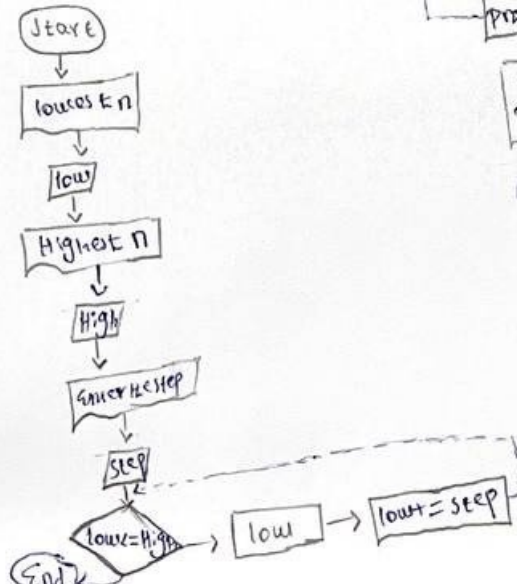 Start
lowest n
low
Highest n
High
Enter the step
step
low<=High
low
low+=step
End